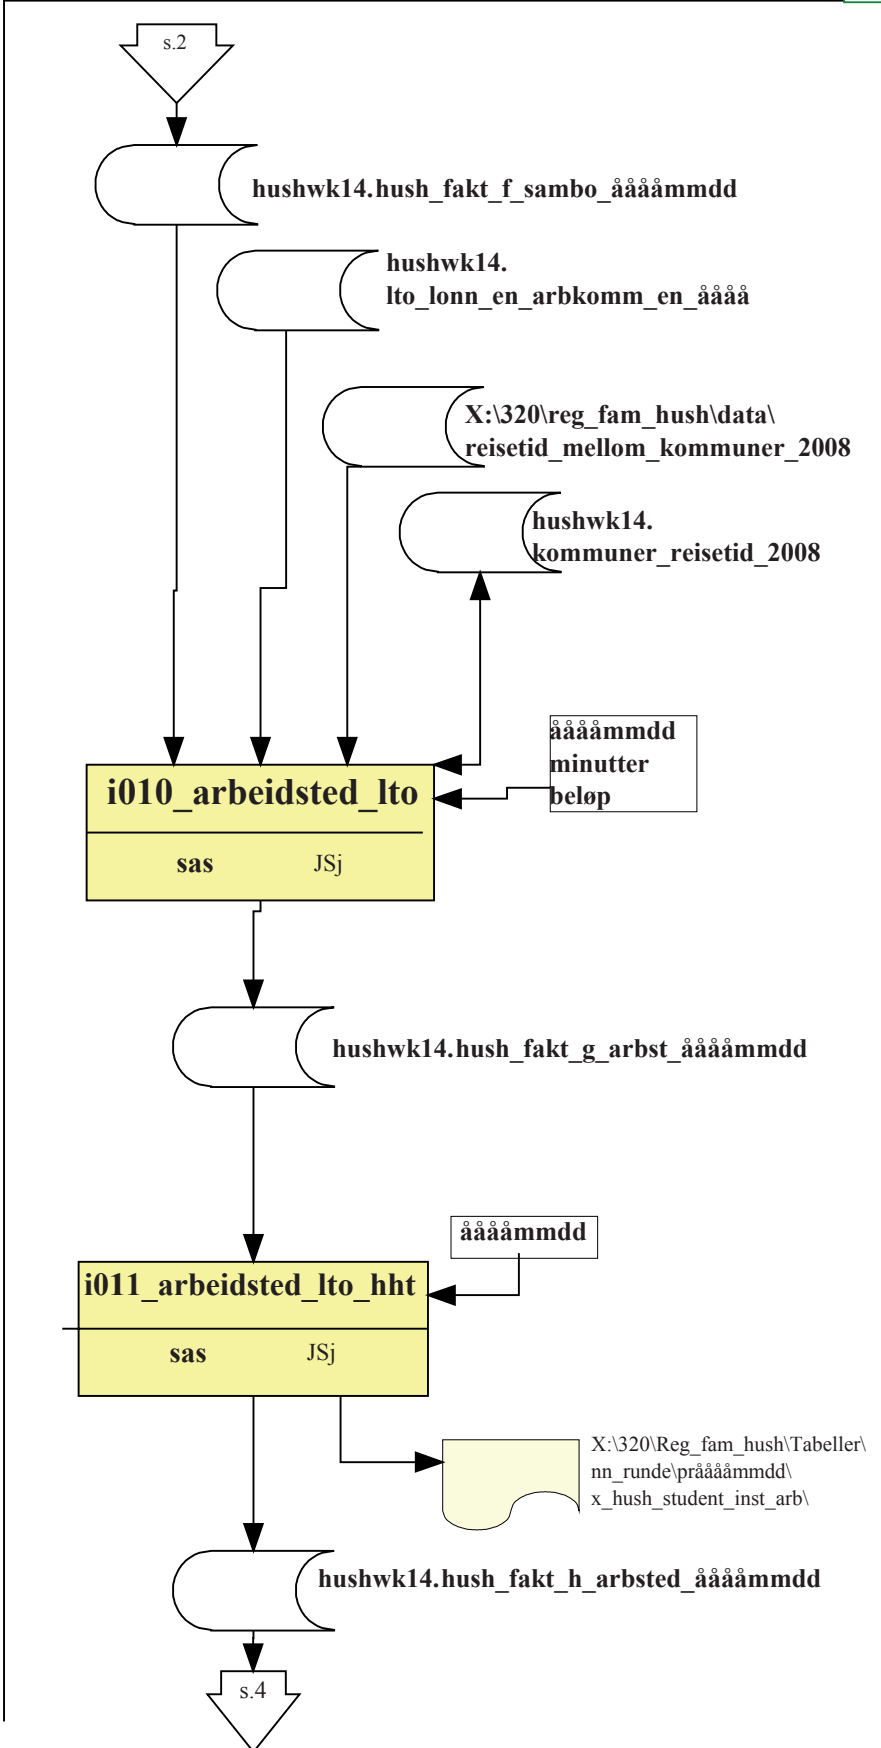 s.2
hushwk14.hush_fakt_f_sambo_ååååmmdd
hushwk14.
lto_lonn_en_arbkomm_en_åååå
X:\320\reg_fam_hush\data\
reisetid_mellom_kommuner_2008
hushwk14.
kommuner_reisetid_2008
ååååmmdd
minutter
beløp
i010_arbeidsted_lto
sas JSj
hushwk14.hush_fakt_g_arbst_ååååmmdd
ååååmmdd
i011_arbeidsted_lto_hht
sas JSj
X:\320\Reg_fam_hush\Tabeller\
nn_runde\prååååmmdd\
x_hush_student_inst_arb\
hushwk14.hush_fakt_h_arbsted_ååååmmdd
s.4